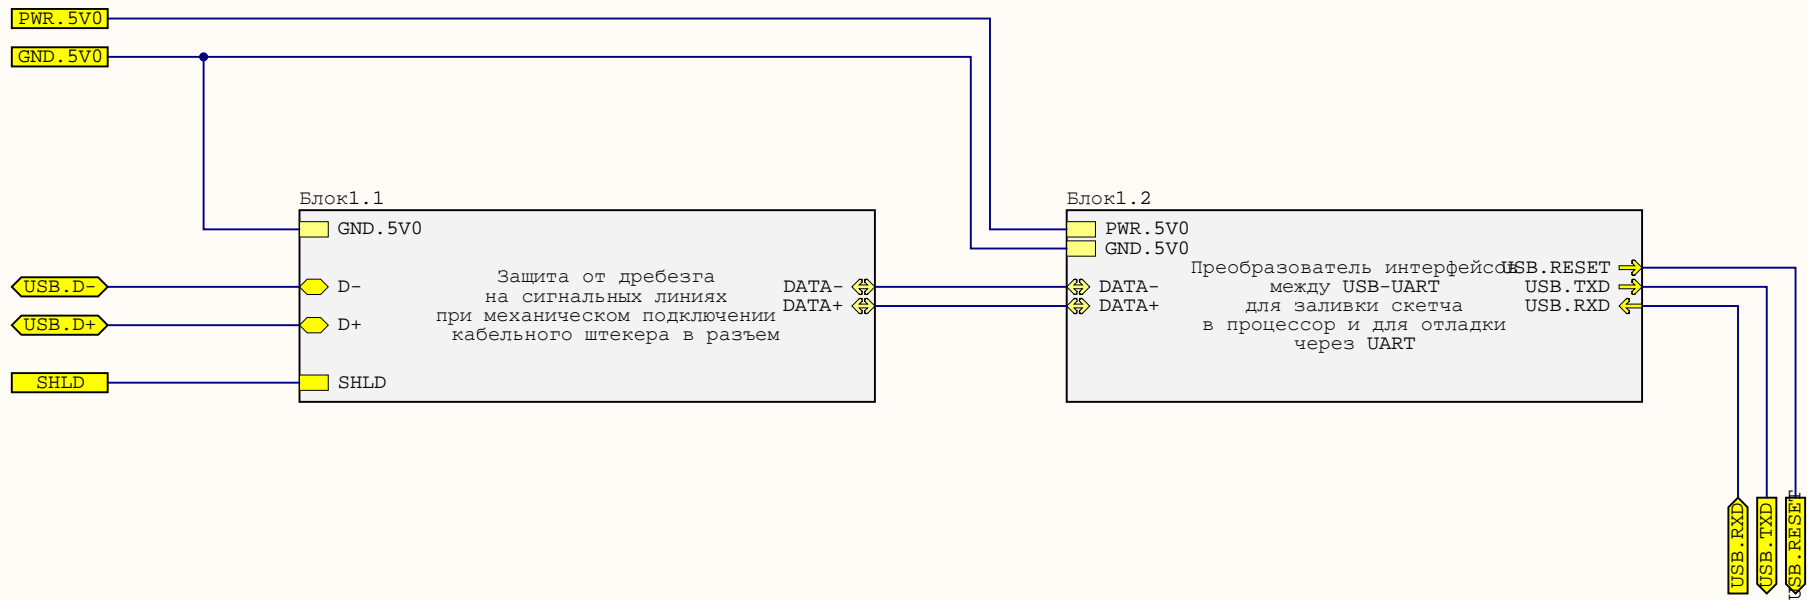 PWR.5V0
GND.5V0
Блок1.1
GND.5V0
USB.D-
D-
USB.D+
D+
SHLD
SHLD
Защита от дребезга
на сигнальных линиях
при механическом подключении
кабельного штекера в разъем
DATA-
DATA+
Блок1.2
PWR.5V0
GND.5V0
DATA-
DATA+
Преобразователь интерфейсов
между USB-UART
для заливки скетча
в процессор и для отладки
через UART
USB.RESET
USB.TXD
USB.RXD
USB.RXD
USB.TXD
USB.RESET